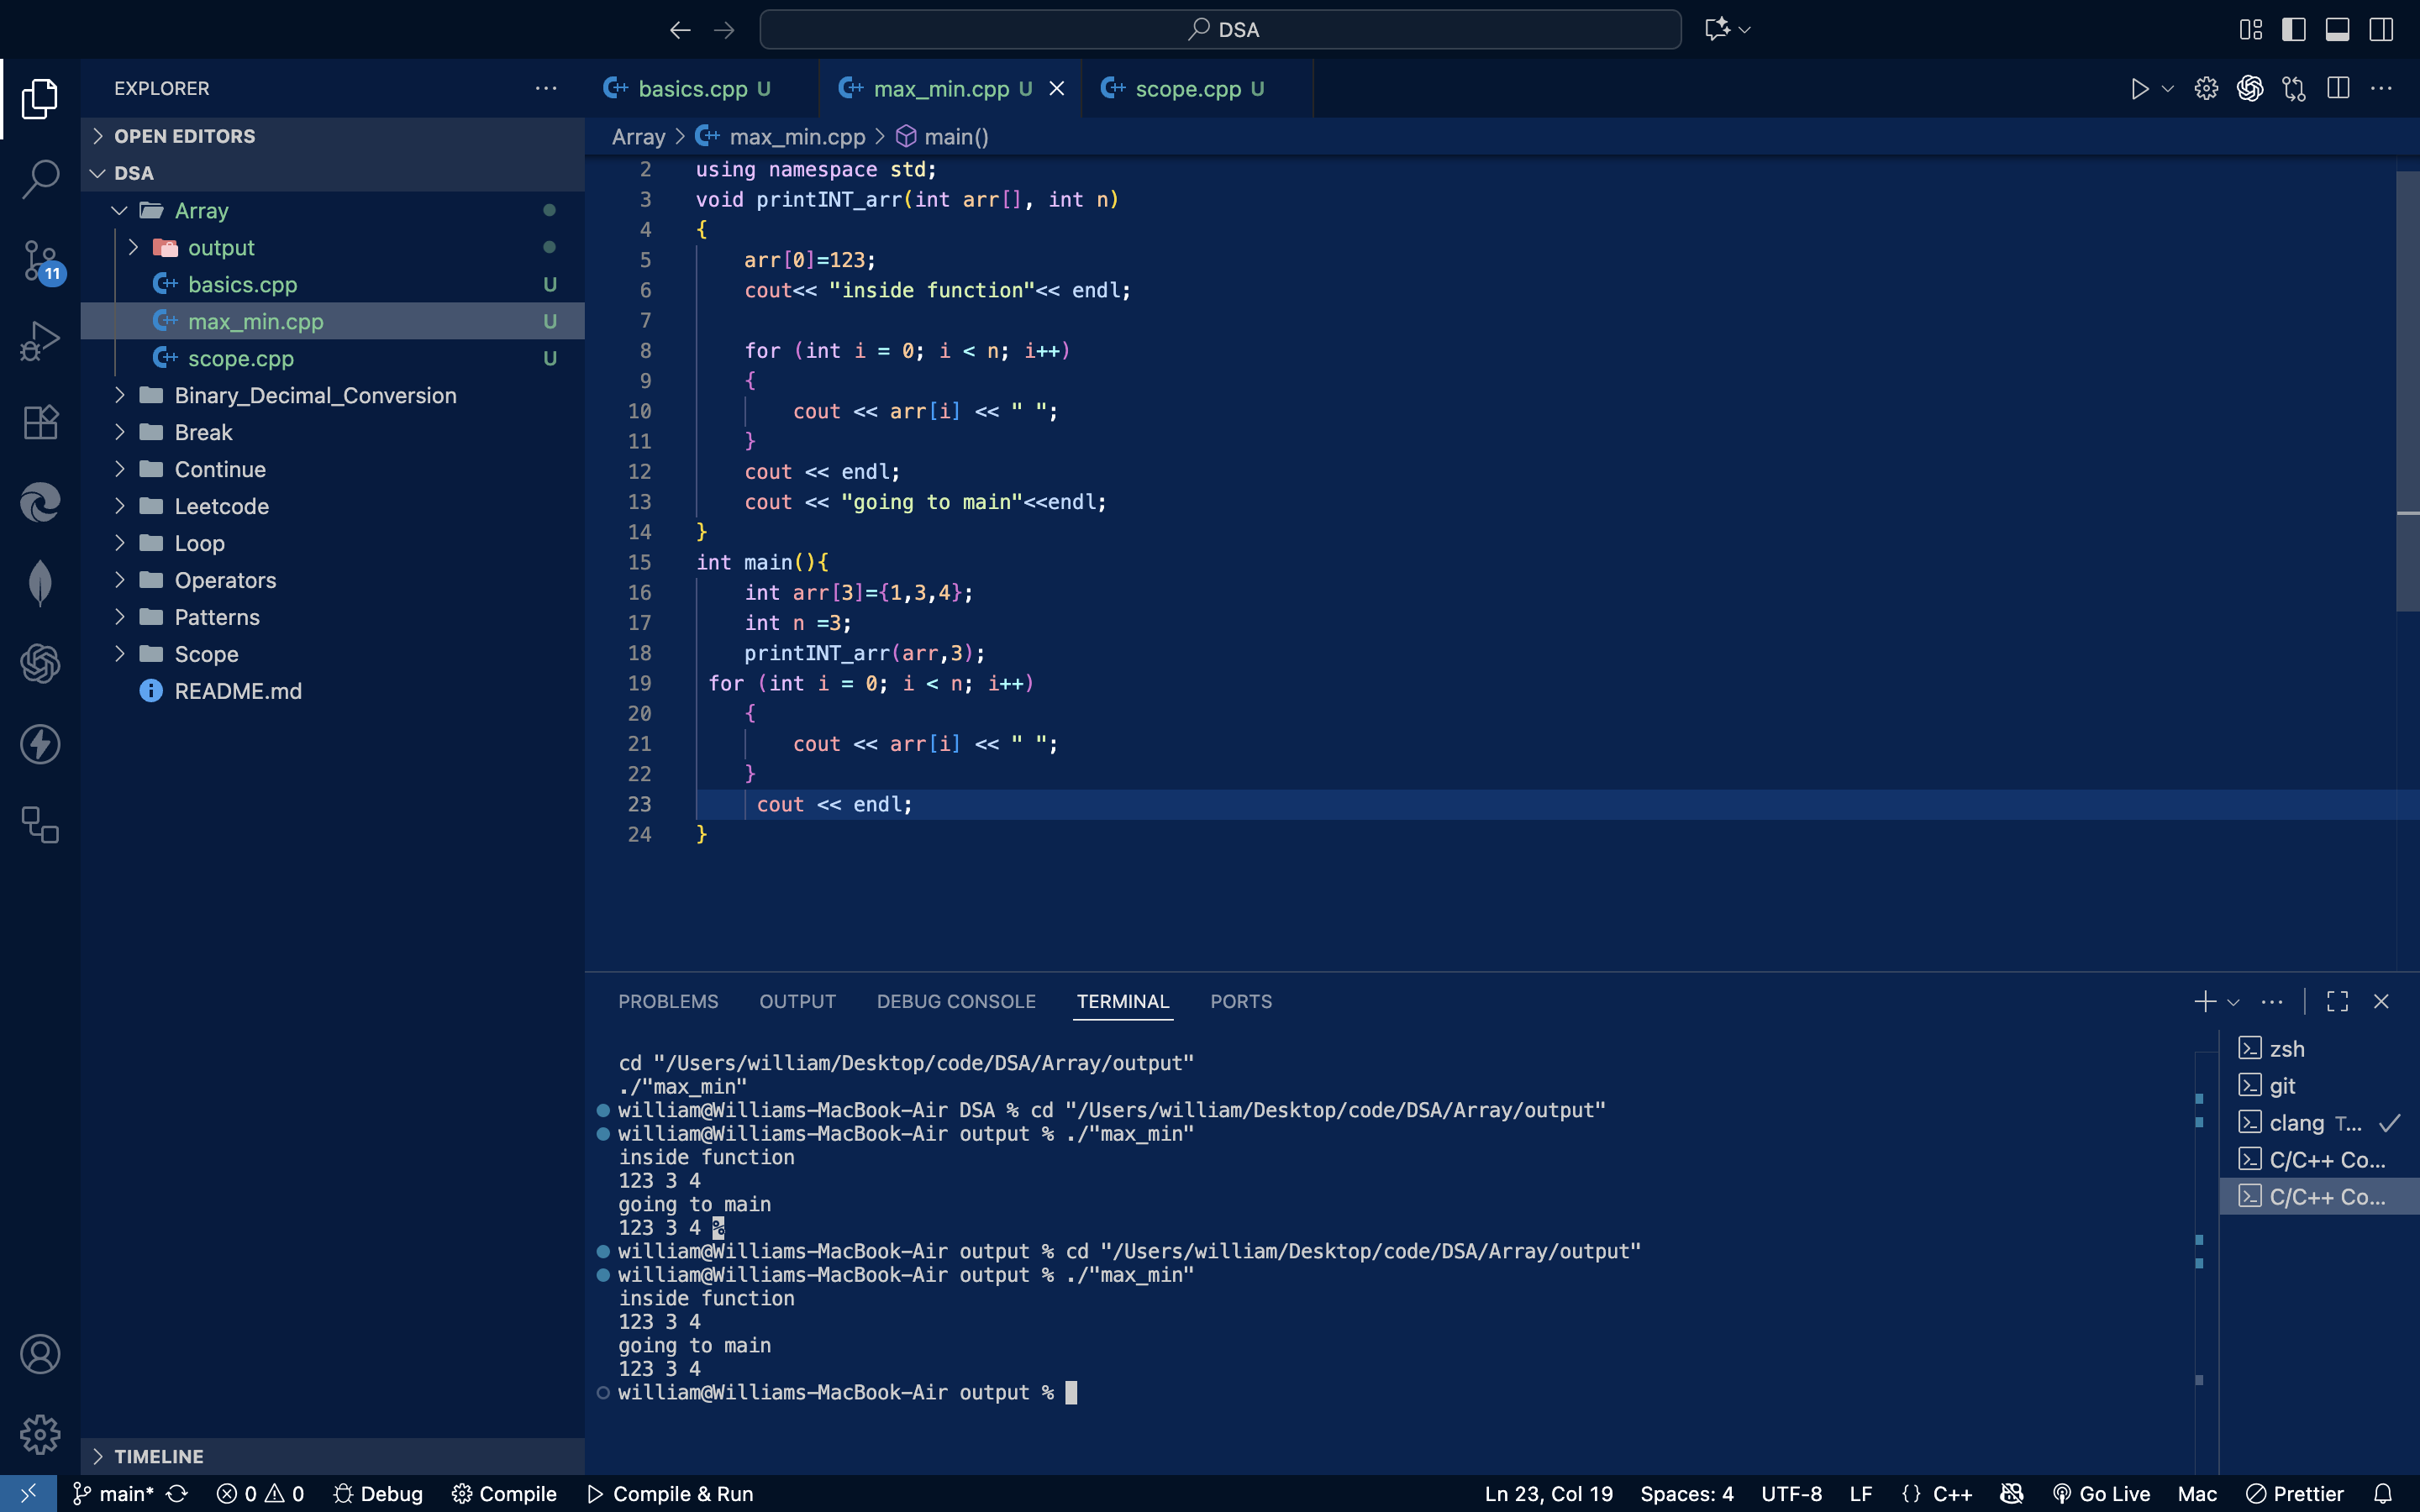 DSA
EXPLORER
OPEN EDITORS
DSA
Array
output
basics.cpp U
max_min.cpp U
scope.cpp U
Binary_Decimal_Conversion
Break
Continue
Leetcode
Loop
Operators
Patterns
Scope
README.md
11
TIMELINE
basics.cpp U
max_min.cpp U
scope.cpp U
Array > max_min.cpp > main()
2 using namespace std;
3 void printINT_arr(int arr[], int n)
4 {
5 arr[0]=123;
6 cout<< "inside function"<< endl;
7
8 for (int i = 0; i < n; i++)
9 {
10 cout << arr[i] << " ";
11 }
12 cout << endl;
13 cout << "going to main"<<endl;
14 }
15 int main(){
16 int arr[3]={1,3,4};
17 int n =3;
18 printINT_arr(arr,3);
19 for (int i = 0; i < n; i++)
20 {
21 cout << arr[i] << " ";
22 }
23 cout << endl;
24 }
PROBLEMS OUTPUT DEBUG CONSOLE TERMINAL PORTS
cd "/Users/william/Desktop/code/DSA/Array/output"
./"max_min"
william@Williams-MacBook-Air DSA % cd "/Users/william/Desktop/code/DSA/Array/output"
william@Williams-MacBook-Air output % ./"max_min"
inside function
123 3 4
going to main
123 3 4 %
william@Williams-MacBook-Air output % cd "/Users/william/Desktop/code/DSA/Array/output"
william@Williams-MacBook-Air output % ./"max_min"
inside function
123 3 4
going to main
123 3 4
william@Williams-MacBook-Air output %
zsh
git
clang T...
C/C++ Co...
C/C++ Co...
main* 0 0 Debug Compile Compile & Run Ln 23, Col 19 Spaces: 4 UTF-8 LF {} C++ Go Live Mac Prettier